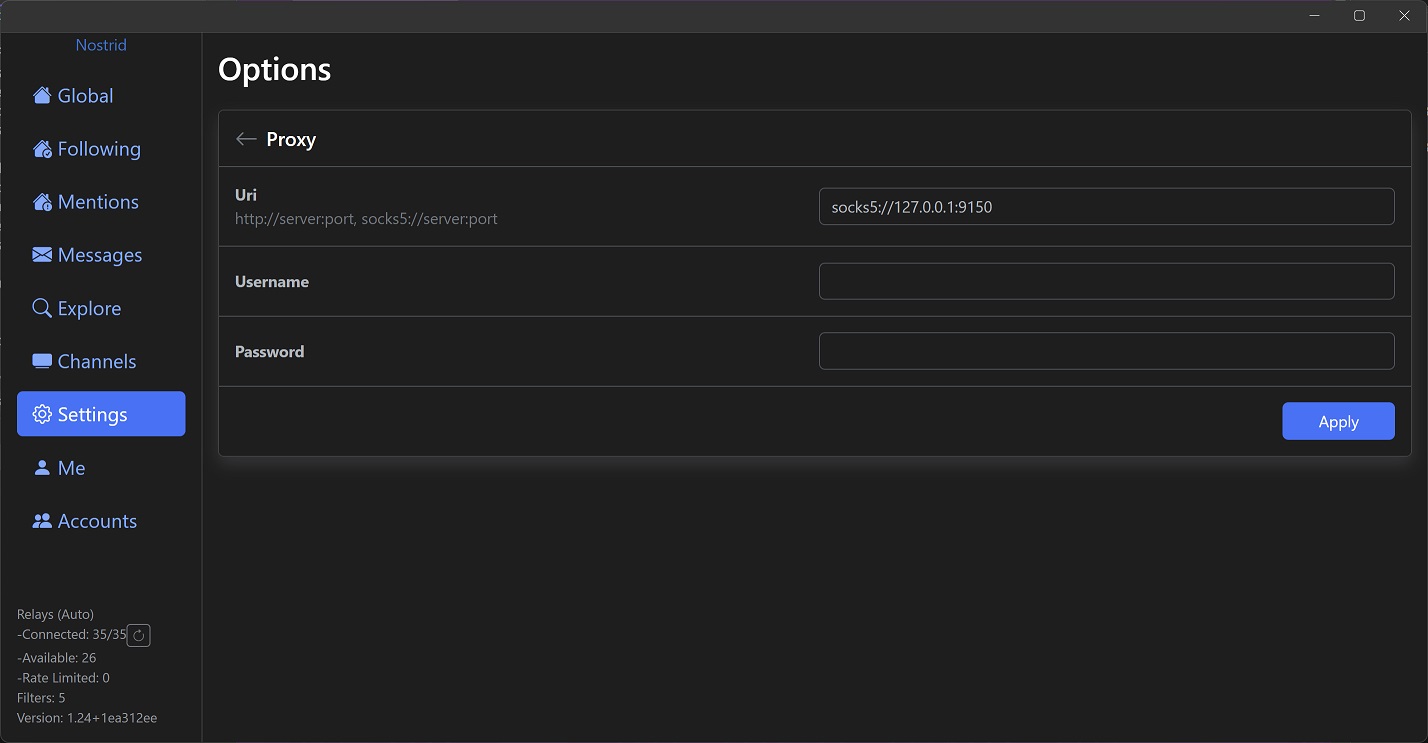 Nostrid
Global
Following
Mentions
Messages
Explore
Channels
Settings
Me
Accounts
Relays (Auto)
-Connected: 35/35
-Available: 26
-Rate Limited: 0
Filters: 5
Version: 1.24+1ea312ee
Options
Proxy
Uri
http://server:port, socks5://server:port
socks5://127.0.0.1:9150
Username
Password
Apply